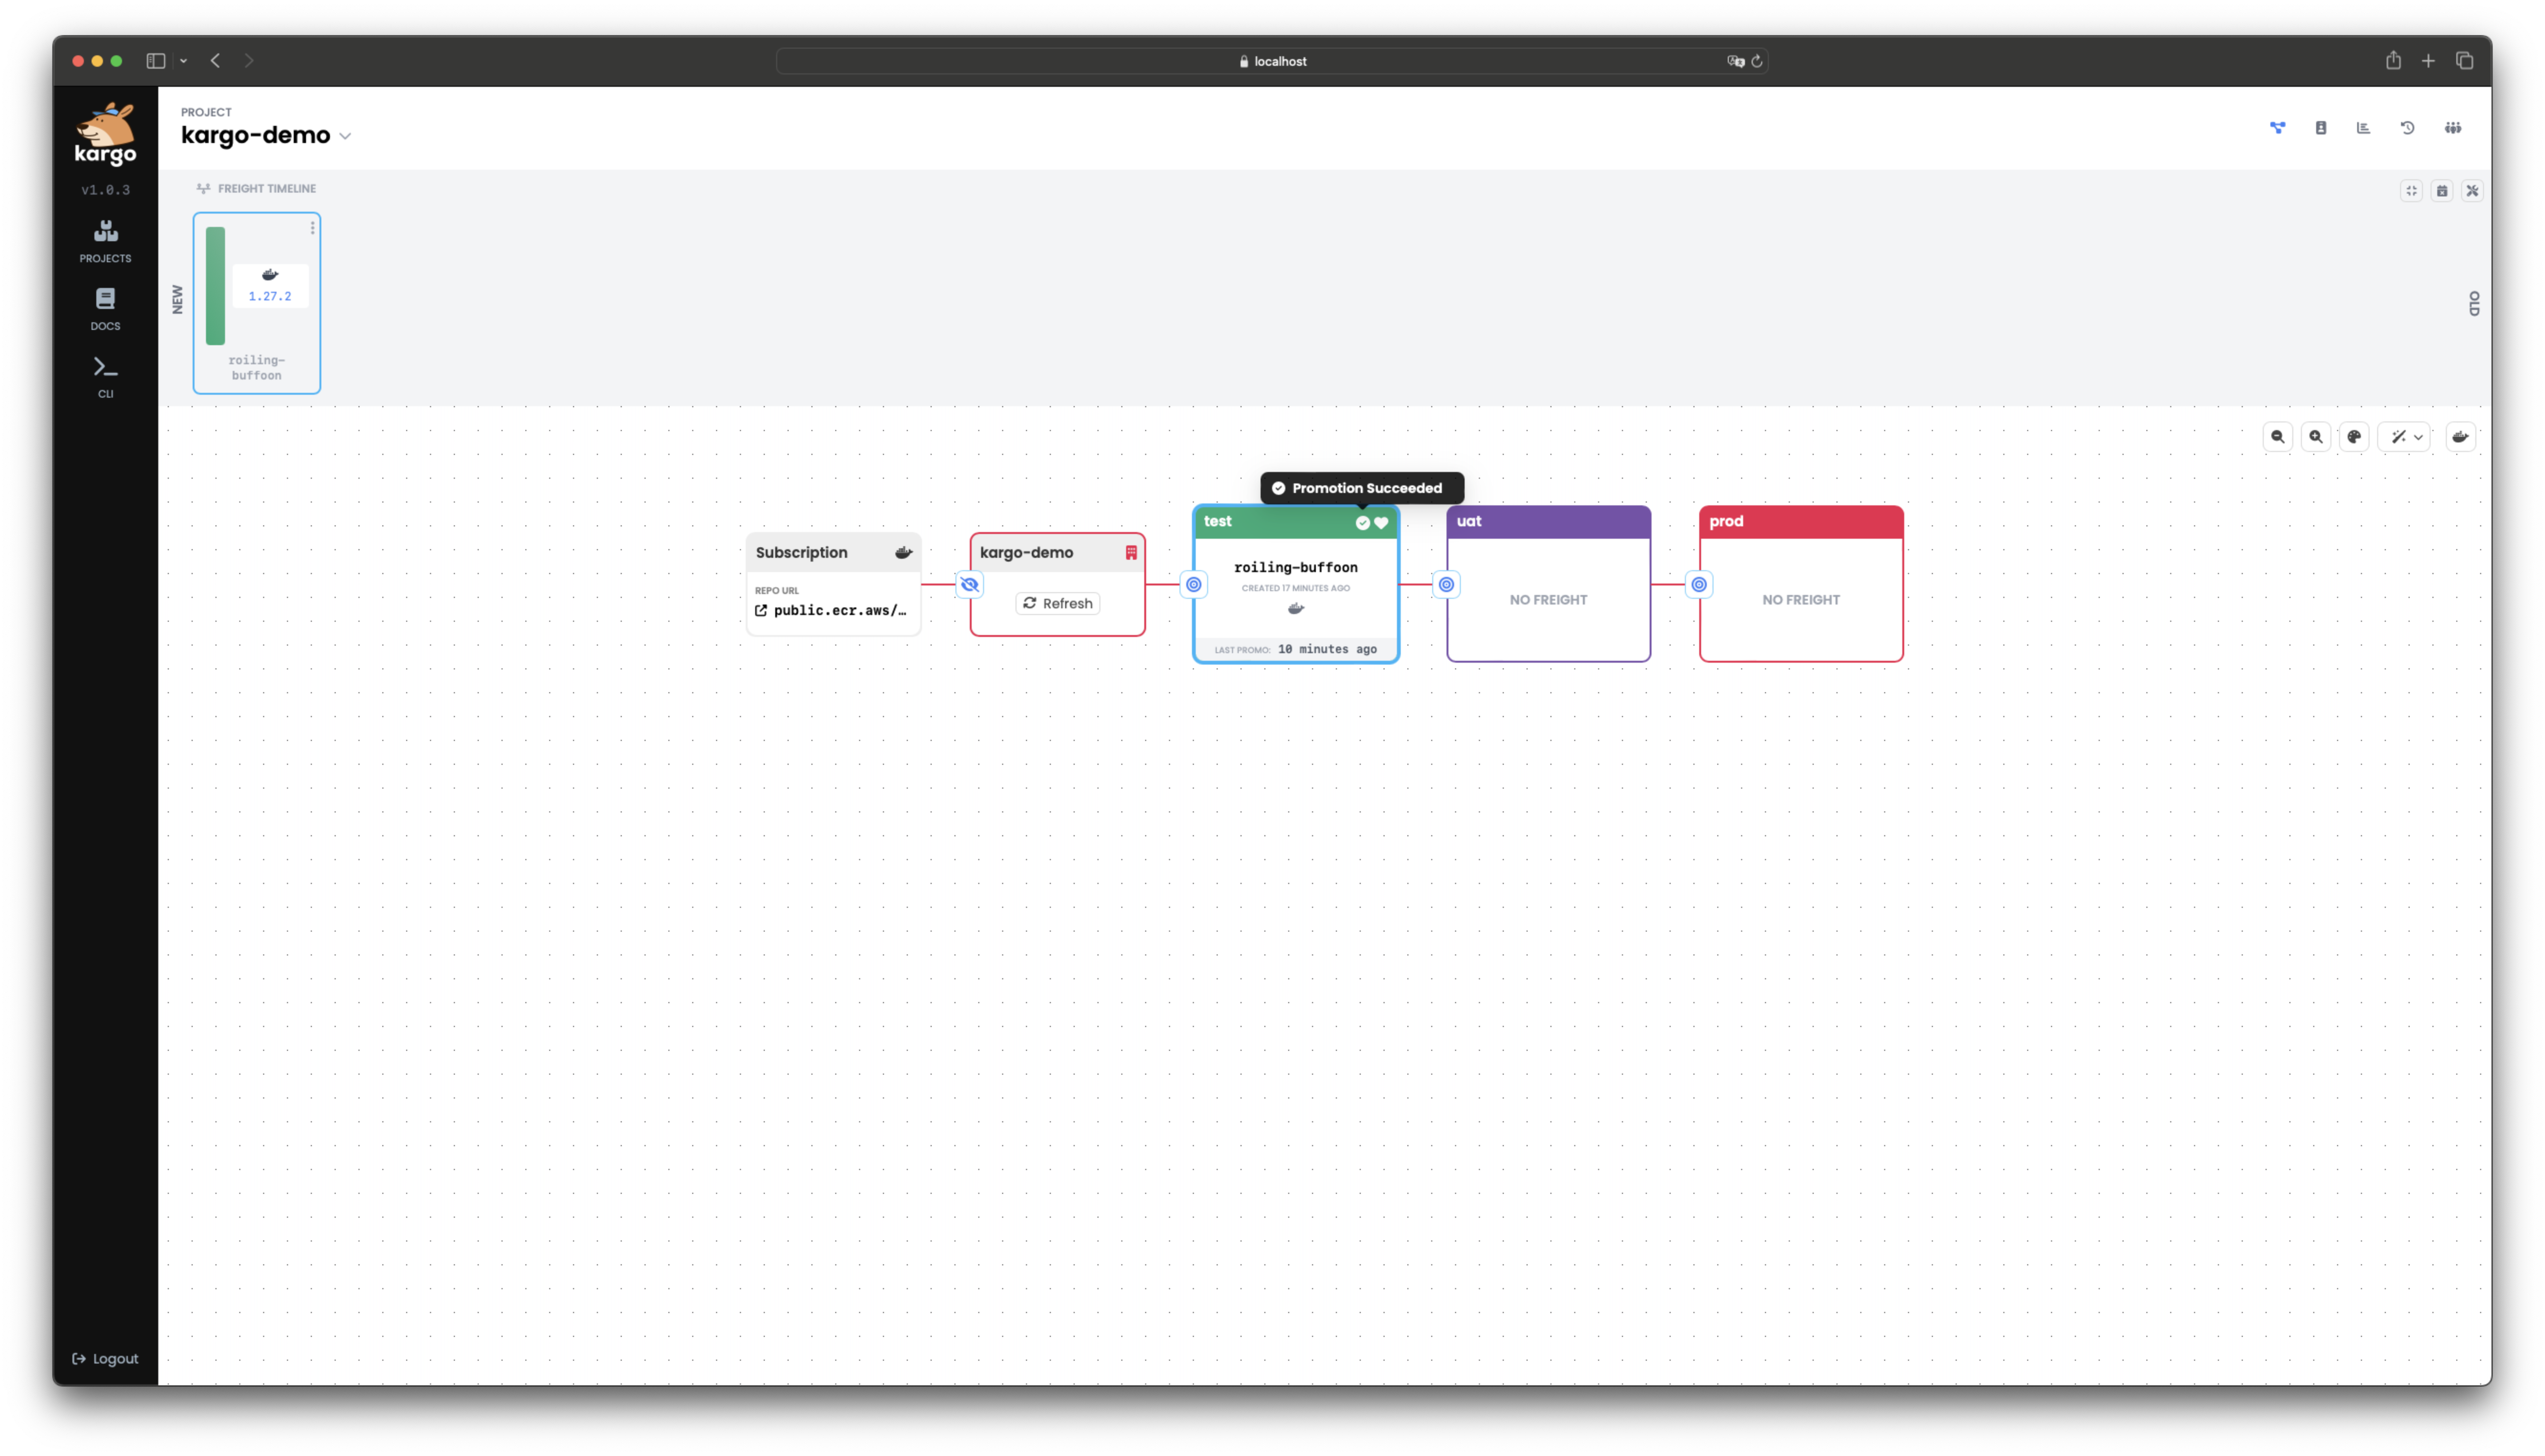 localhost
kargo
v1.0.3
PROJECTS
DOCS
CLI
Logout
PROJECT
kargo-demo
FREIGHT TIMELINE
NEW
1.27.2
roiling-
buffoon
OLD
Promotion Succeeded
Subscription
REPO URL
public.ecr.aws/...
kargo-demo
Refresh
test
roiling-buffoon
CREATED 17 MINUTES AGO
LAST PROMO: 10 minutes ago
uat
NO FREIGHT
prod
NO FREIGHT